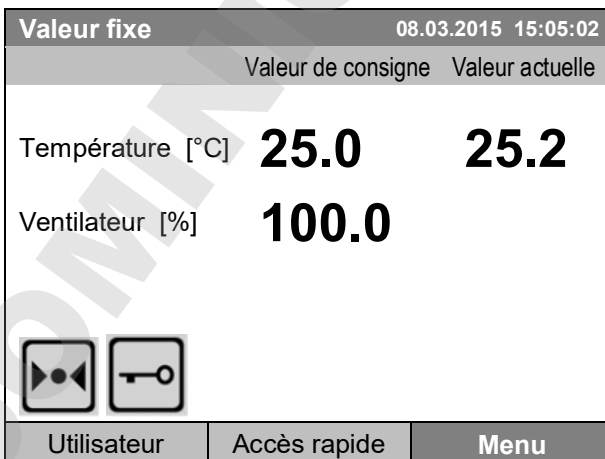 Valeur fixe 08.03.2015 15:05:02
Valeur de consigne Valeur actuelle
Température [°C] 25.0 25.2
Ventilateur [%] 100.0
Utilisateur Accès rapide Menu